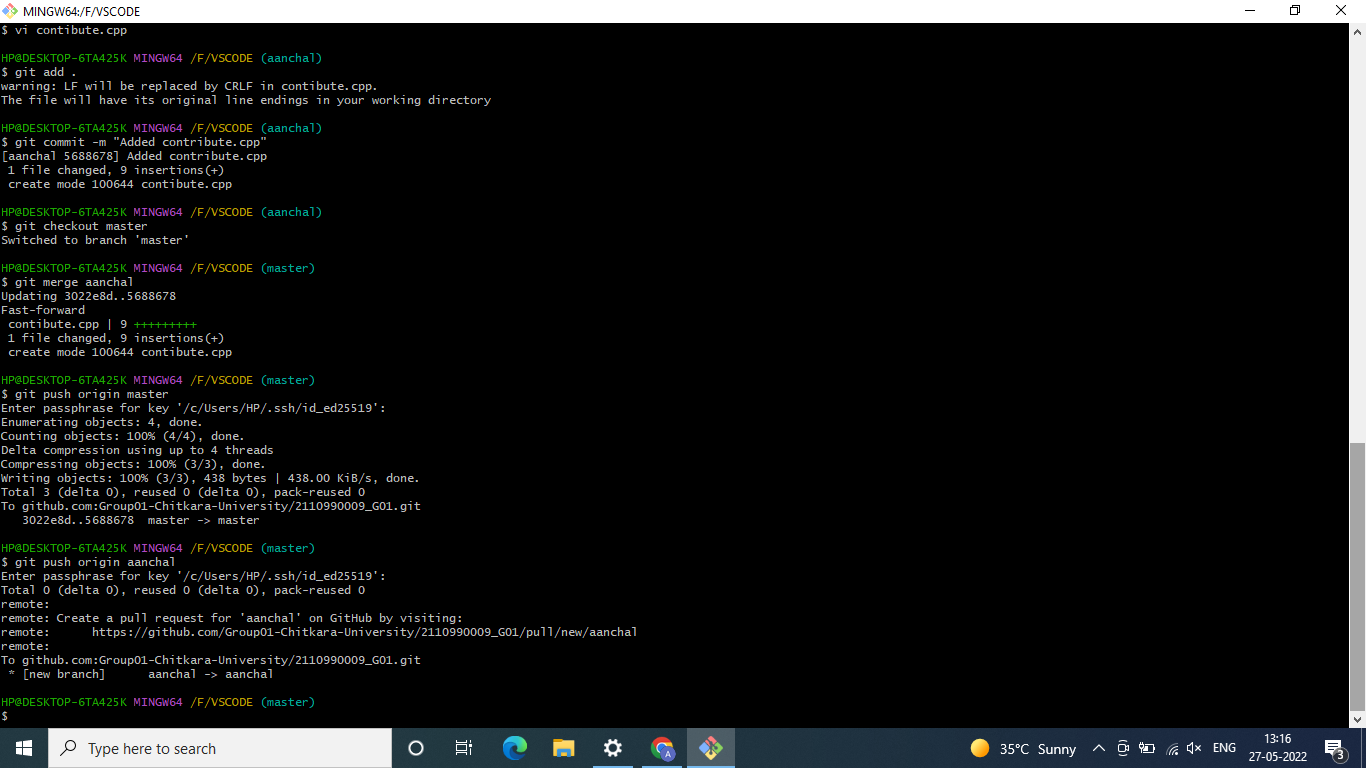 MINGW64:/F/VSCODE
$ vi contibute.cpp
HP@DESKTOP-6TA425K MINGW64 /F/VSCODE (aanchal)
$ git add .
warning: LF will be replaced by CRLF in contibute.cpp.
The file will have its original line endings in your working directory
HP@DESKTOP-6TA425K MINGW64 /F/VSCODE (aanchal)
$ git commit -m "Added contribute.cpp"
[aanchal 5688678] Added contribute.cpp
 1 file changed, 9 insertions(+)
 create mode 100644 contibute.cpp
HP@DESKTOP-6TA425K MINGW64 /F/VSCODE (aanchal)
$ git checkout master
Switched to branch 'master'
HP@DESKTOP-6TA425K MINGW64 /F/VSCODE (master)
$ git merge aanchal
Updating 3022e8d..5688678
Fast-forward
 contibute.cpp | 9 +++++++++
 1 file changed, 9 insertions(+)
 create mode 100644 contibute.cpp
HP@DESKTOP-6TA425K MINGW64 /F/VSCODE (master)
$ git push origin master
Enter passphrase for key '/c/Users/HP/.ssh/id_ed25519':
Enumerating objects: 4, done.
Counting objects: 100% (4/4), done.
Delta compression using up to 4 threads
Compressing objects: 100% (3/3), done.
Writing objects: 100% (3/3), 438 bytes | 438.00 KiB/s, done.
Total 3 (delta 0), reused 0 (delta 0), pack-reused 0
To github.com:Group01-Chitkara-University/2110990009_G01.git
   3022e8d..5688678  master -> master
HP@DESKTOP-6TA425K MINGW64 /F/VSCODE (master)
$ git push origin aanchal
Enter passphrase for key '/c/Users/HP/.ssh/id_ed25519':
Total 0 (delta 0), reused 0 (delta 0), pack-reused 0
remote:
remote: Create a pull request for 'aanchal' on GitHub by visiting:
remote:      https://github.com/Group01-Chitkara-University/2110990009_G01/pull/new/aanchal
remote:
To github.com:Group01-Chitkara-University/2110990009_G01.git
 * [new branch]      aanchal -> aanchal
HP@DESKTOP-6TA425K MINGW64 /F/VSCODE (master)
$
Type here to search
A
35°C Sunny
ENG
13:16
27-05-2022
3